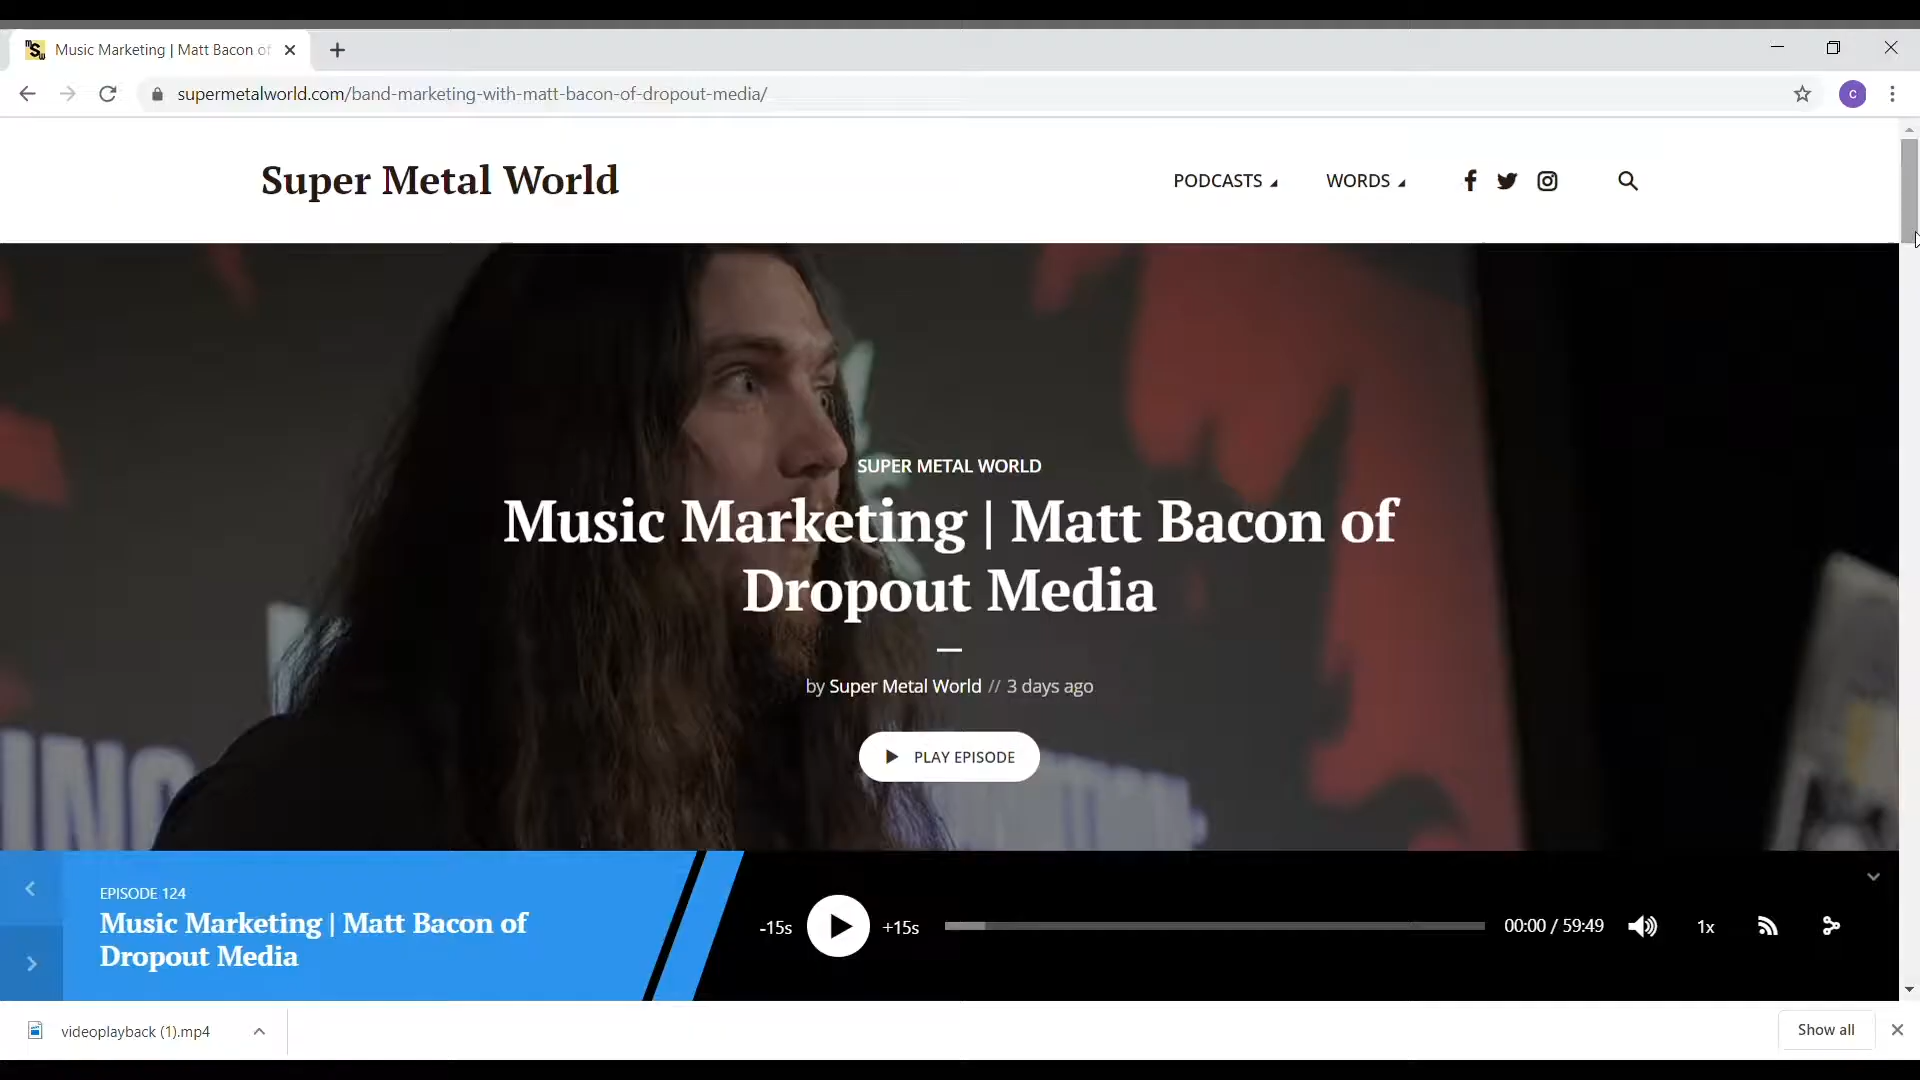 Music Marketing | Matt Bacon of
supermetalworld.com/band-marketing-with-matt-bacon-of-dropout-media/
c
Super Metal World
PODCASTS
WORDS
SUPER METAL WORLD
Music Marketing | Matt Bacon of
Dropout Media
by Super Metal World // 3 days ago
PLAY EPISODE
EPISODE 124
Music Marketing | Matt Bacon of
Dropout Media
-15s
+15s
00:00 / 59:49
1x
videoplayback (1).mp4
Show all